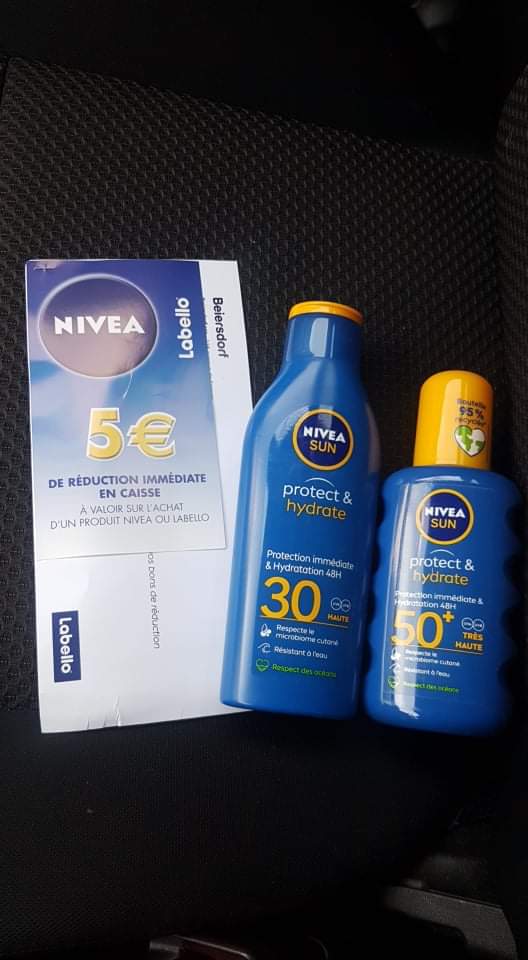 NIVEA
Labello
Beiersdorf
5€
DE RÉDUCTION IMMÉDIATE
EN CAISSE
À VALOIR SUR L'ACHAT
D'UN PRODUIT NIVEA OU LABELLO
bons de réduction
Labello
NIVEA
SUN
protect &
hydrate
Protection immédiate
& Hydratation 48H
30
HAUTE
Respecte le
microbiome cutané
Résistant à l'eau
Respect des océans
Bouteille
95 %
recyclée
NIVEA
SUN
protect &
hydrate
Protection immédiate &
Hydratation 48H
50+
TRÈS
HAUTE
Respecte le
microbiome cutané
Résistant à l'eau
Respect des océans